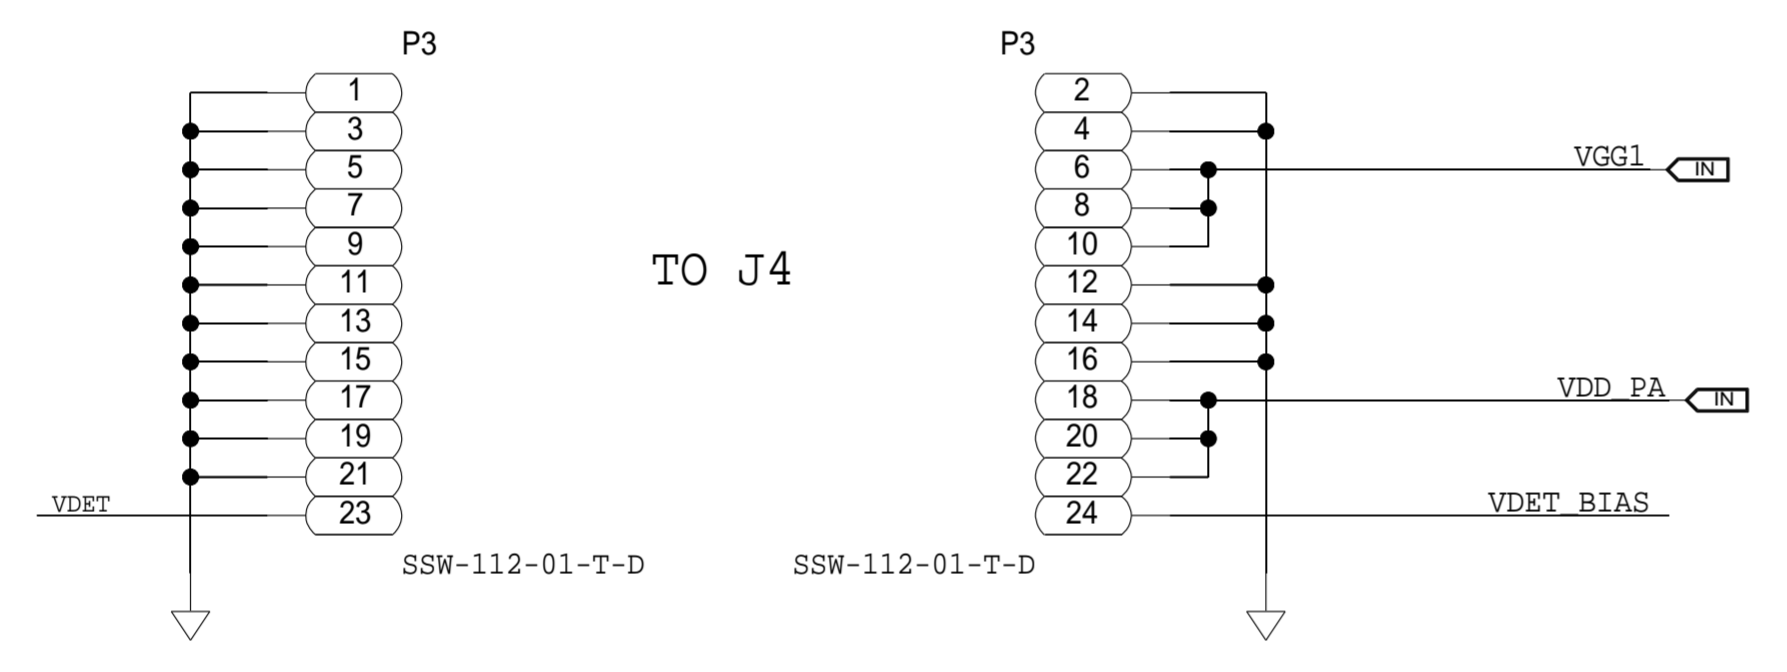 P3
P3
1
3
5
7
9
11
13
15
17
19
21
23
VDET
SSW-112-01-T-D
TO J4
2
4
6
8
10
12
14
16
18
20
22
24
VGG1
IN
VDD_PA
IN
VDET_BIAS
SSW-112-01-T-D